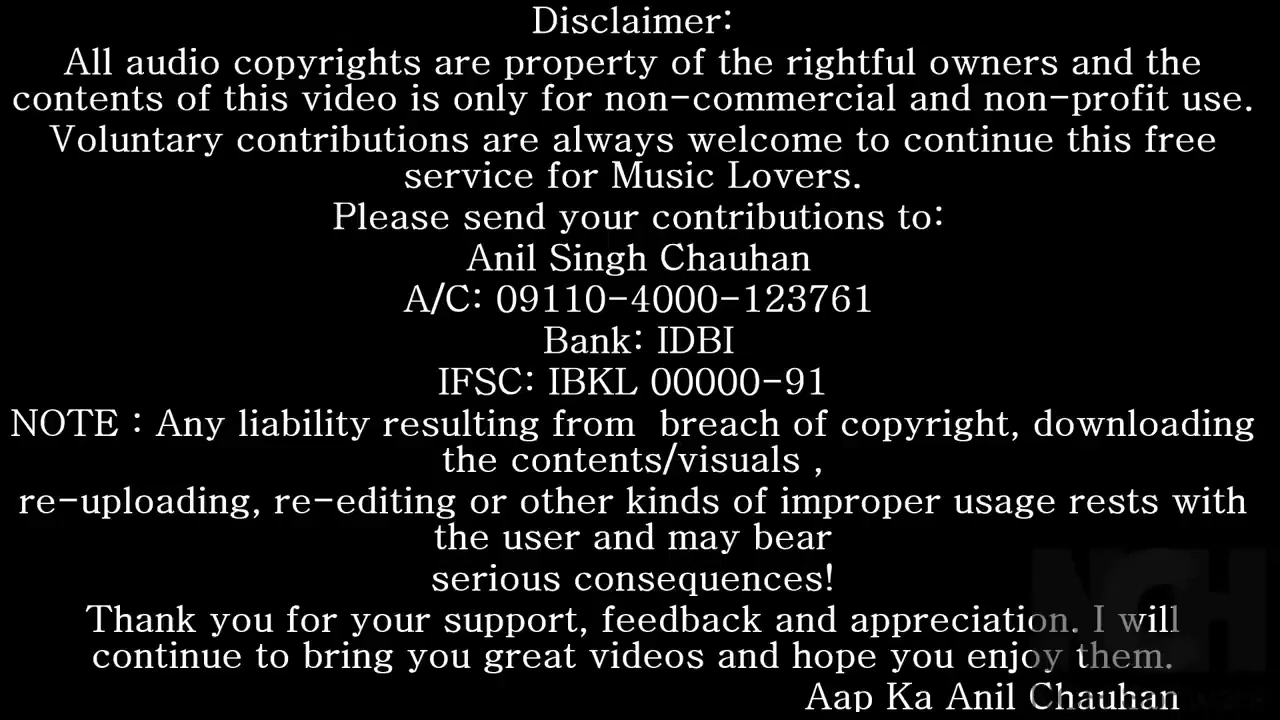 Disclaimer:
All audio copyrights are property of the rightful owners and the
contents of this video is only for non-commercial and non-profit use.
Voluntary contributions are always welcome to continue this free
service for Music Lovers.
Please send your contributions to:
Anil Singh Chauhan
A/C: 09110-4000-123761
Bank: IDBI
IFSC: IBKL 00000-91
NOTE : Any liability resulting from  breach of copyright, downloading
the contents/visuals ,
re-uploading, re-editing or other kinds of improper usage rests with
the user and may bear
serious consequences!
Thank you for your support, feedback and appreciation. I will
continue to bring you great videos and hope you enjoy them.
Aap Ka Anil Chauhan
NCH